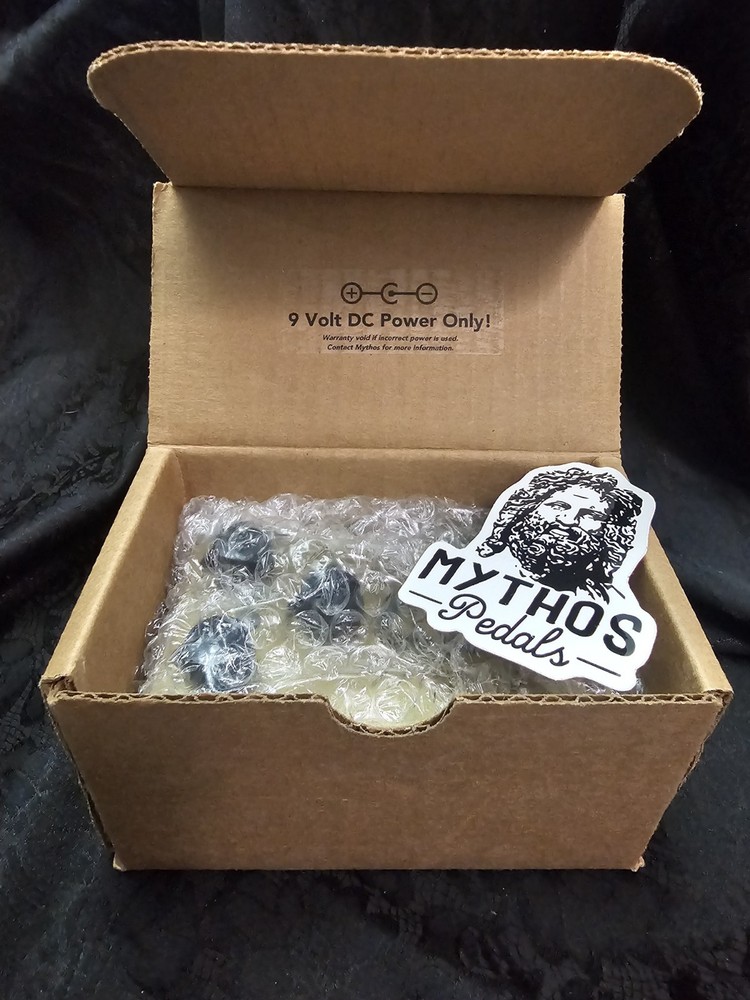 9 Volt DC Power Only!
Warranty void if incorrect power is used.
Contact Mythos for more information.
MYTHOS
Pedals